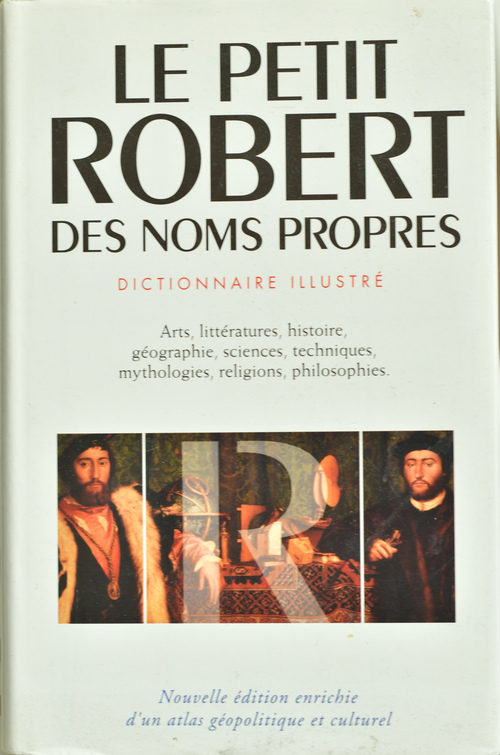 LE PETIT
ROBERT
DES NOMS PROPRES
DICTIONNAIRE ILLUSTRÉ
Arts, littératures, histoire,
géographie, sciences, techniques,
mythologies, religions, philosophies.
R
Nouvelle édition enrichie
d'un atlas géopolitique et culturel